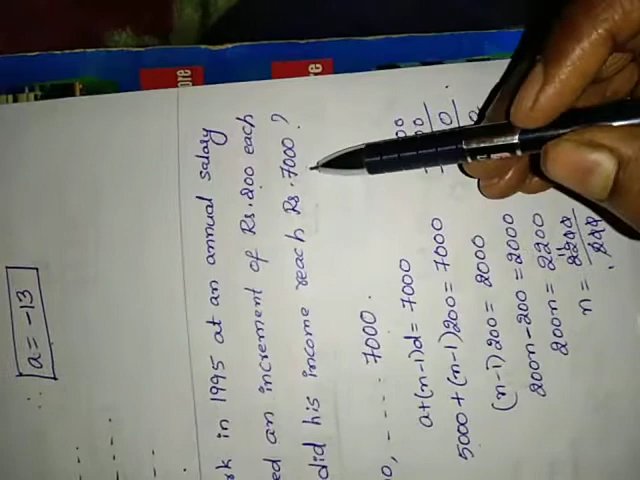 ∴ a = -13
rk in 1995 at an annual salary
ed an increment of Rs.200 each
did his income reach Rs.7000?
---- 7000.
a+(n-1)d = 7000
5000+(n-1)200 = 7000
(n-1)200 = 2000
200n-200 = 2000
200n = 2200
n =